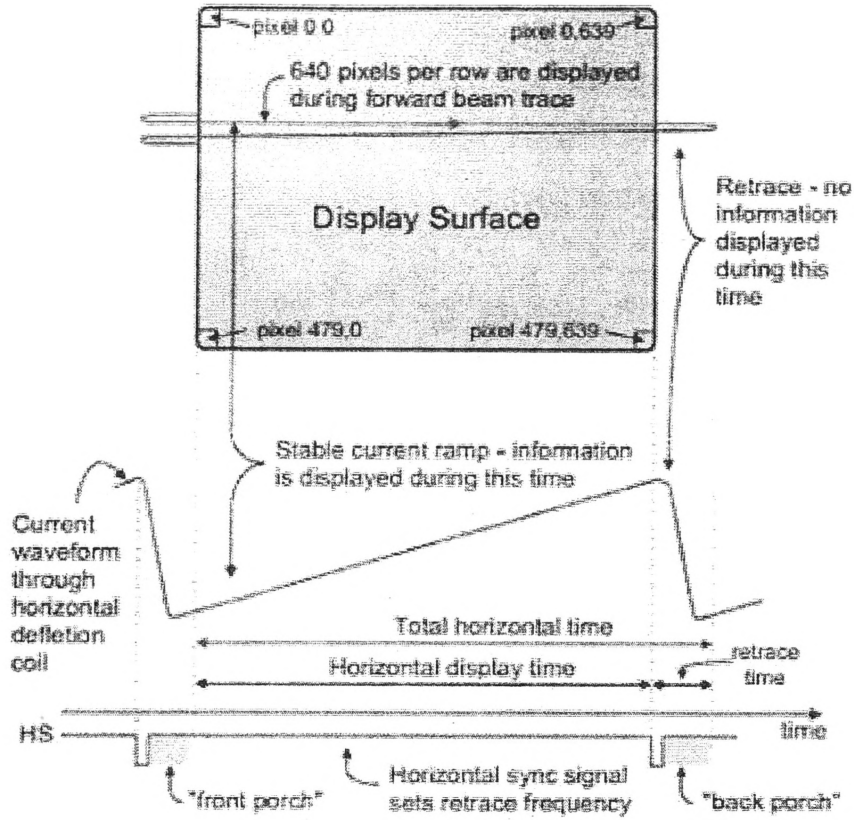 pixel 0 0
pixel 0,639
640 pixels per row are displayed
during forward beam trace
Display Surface
Retrace - no
information
displayed
during this
time
pixel 479,0
pixel 479,639
Stable current ramp - information
is displayed during this time
Current
waveform
through
horizontal
defletion
coil
Total horizontal time
Horizontal display time
retrace
time
HS
time
"front porch"
Horizontal sync signal
sets retrace frequency
"back porch"